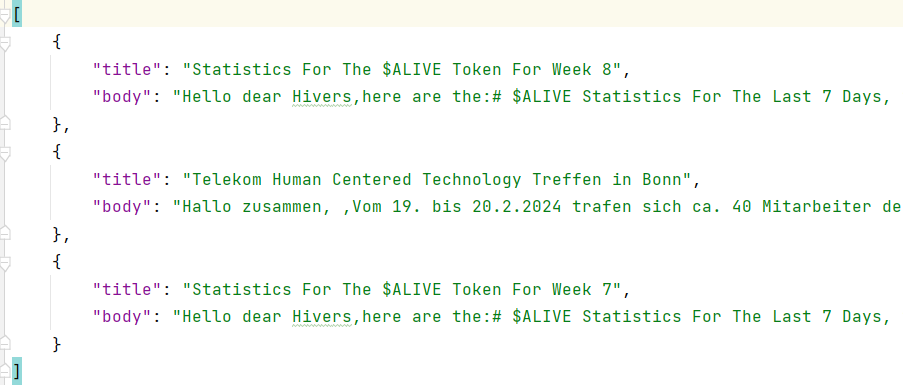 [
{
"title": "Statistics For The $ALIVE Token For Week 8",
"body": "Hello dear Hivers,here are the:# $ALIVE Statistics For The Last 7 Days,
},
{
"title": "Telekom Human Centered Technology Treffen in Bonn",
"body": "Hallo zusammen, ,Vom 19. bis 20.2.2024 trafen sich ca. 40 Mitarbeiter de
},
{
"title": "Statistics For The $ALIVE Token For Week 7",
"body": "Hello dear Hivers,here are the:# $ALIVE Statistics For The Last 7 Days,
}
]